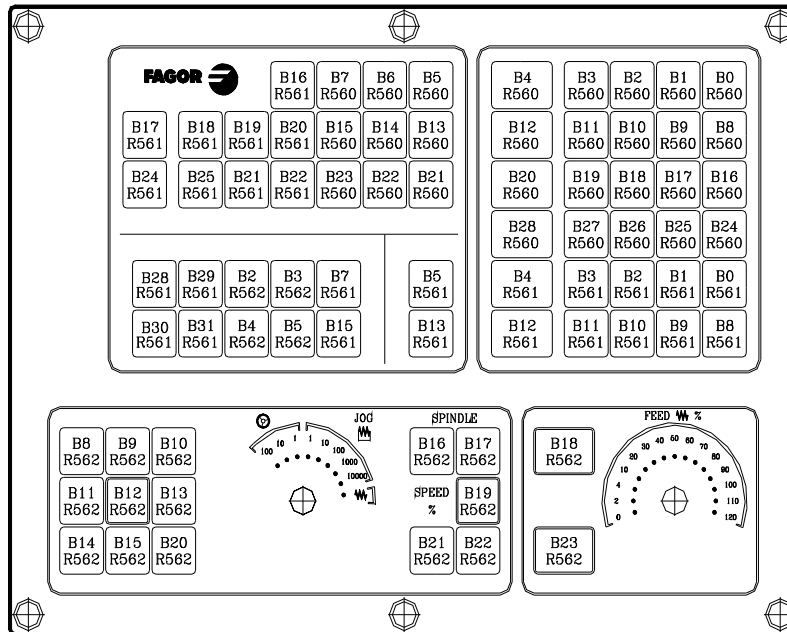 FAGOR
B16 B7 B6 B5
R561 R560 R560 R560
B17 B18 B19 B20 B15 B14 B13
R561 R561 R561 R561 R560 R560 R560
B24 B25 B21 B22 B23 B22 B21
R561 R561 R561 R561 R560 R560 R560
B28 B29 B2 B3 B7 B5
R561 R561 R562 R562 R561 R561
B30 B31 B4 B5 B15 B13
R561 R561 R562 R562 R561 R561
B4 B3 B2 B1 B0
R560 R560 R560 R560 R560
B12 B11 B10 B9 B8
R560 R560 R560 R560 R560
B20 B19 B18 B17 B16
R560 R560 R560 R560 R560
B28 B27 B26 B25 B24
R560 R560 R560 R560 R560
B4 B3 B2 B1 B0
R561 R561 R561 R561 R561
B12 B11 B10 B9 B8
R561 R561 R561 R561 R561
B8 B9 B10
R562 R562 R562
B11 B12 B13
R562 R562 R562
B14 B15 B20
R562 R562 R562
JOG
100 10 1 1 10 100 1000 10000
SPINDLE
B16 B17
R562 R562
SPEED B19
% R562
B21 B22
R562 R562
B18
R562
B23
R562
FEED %
0 2 4 10 20 30 40 50 60 70 80 90 100 110 120